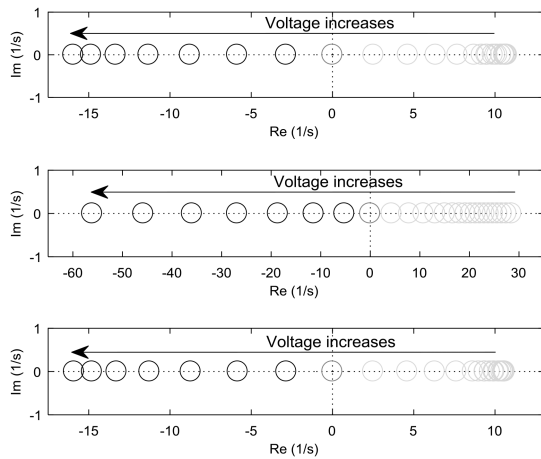 1
Voltage increases
Im (1/s)
0
-1
-15 -10 -5 0 5 10
Re (1/s)
1
Voltage increases
Im (1/s)
0
-1
-60 -50 -40 -30 -20 -10 0 10 20 30
Re (1/s)
1
Voltage increases
Im (1/s)
0
-1
-15 -10 -5 0 5 10
Re (1/s)